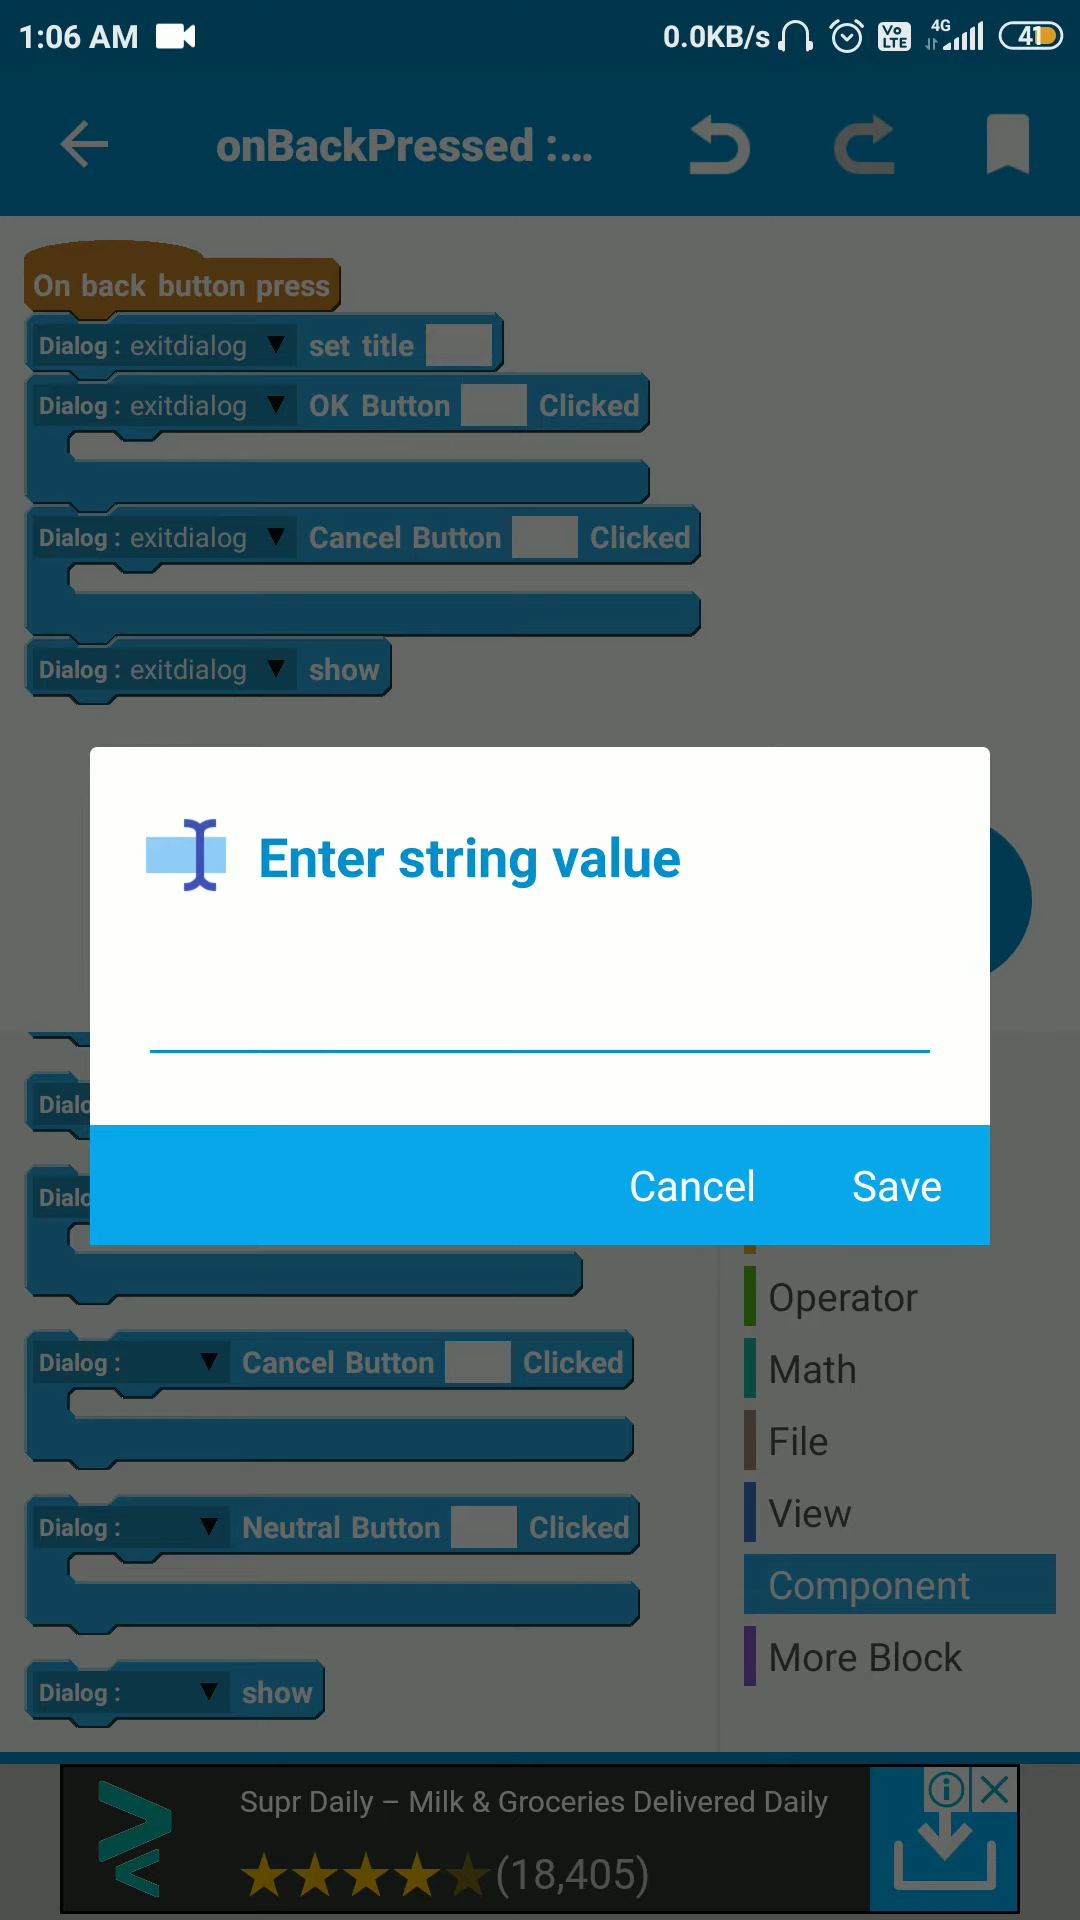 1:06 AM 0.0KB/s VoLTE 4G 41
onBackPressed :...
On back button press
Dialog : exitdialog ▼ set title
Dialog : exitdialog ▼ OK Button Clicked
Dialog : exitdialog ▼ Cancel Button Clicked
Dialog : exitdialog ▼ show
Enter string value
Dialo
Cancel Save
Dialo
Operator
Dialog : ▼ Cancel Button Clicked
Math
File
View
Dialog : ▼ Neutral Button Clicked
Component
More Block
Dialog : ▼ show
Supr Daily – Milk & Groceries Delivered Daily
(18,405)